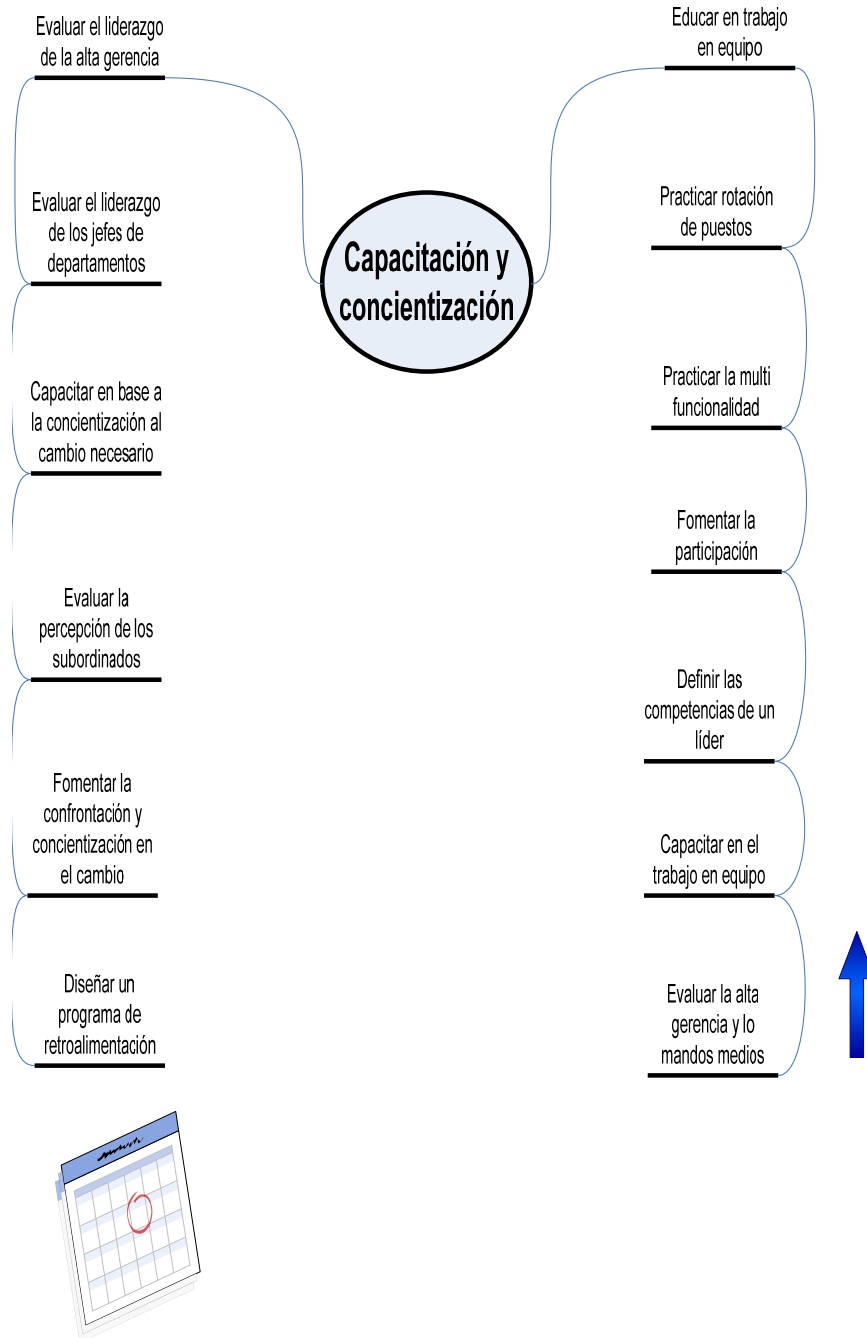 Evaluar el liderazgo
de la alta gerencia
Evaluar el liderazgo
de los jefes de
departamentos
Capacitar en base a
la concientización al
cambio necesario
Evaluar la
percepción de los
subordinados
Fomentar la
confrontación y
concientización en
el cambio
Diseñar un
programa de
retroalimentación
Capacitación y
concientización
Educar en trabajo
en equipo
Practicar rotación
de puestos
Practicar la multi
funcionalidad
Fomentar la
participación
Definir las
competencias de un
líder
Capacitar en el
trabajo en equipo
Evaluar la alta
gerencia y lo
mandos medios